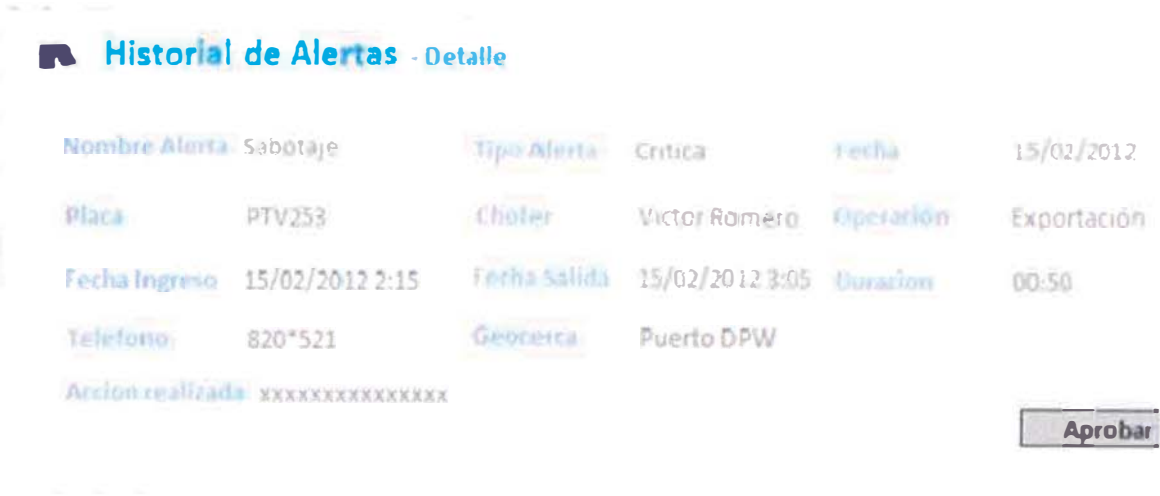 Historial de Alertas - Detalle
Nombre Alerta Sabotaje Tipo Alerta Critica Fecha 15/02/2012
Placa PTV253 Chofer Victor Romero Operación Exportación
Fecha Ingreso 15/02/2012 2:15 Fecha Salida 15/02/2012 3:05 Duracion 00:50
Telefono 820*521 Geocerca Puerto DPW
Accion realizada xxxxxxxxxxxxxxx
Aprobar